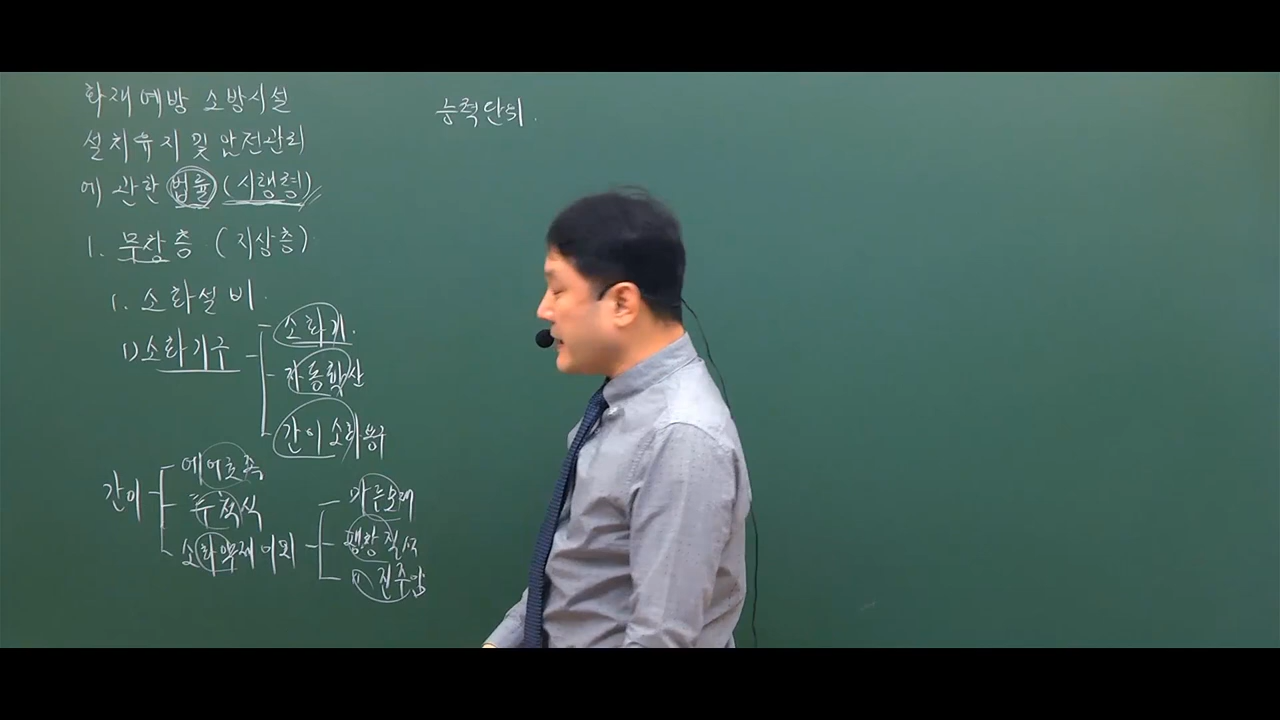 화재예방 소방시설
설치유지 및 안전관리
에 관한 법률 (시행령)
1. 무창층 (지상층)
1. 소화설비.
1) 소화기구
소화기.
자동확산
간이소화용구
간이
에어로졸
투척식
소화약제 이외
마른모래
팽창질석
〃 진주암
능력단위.